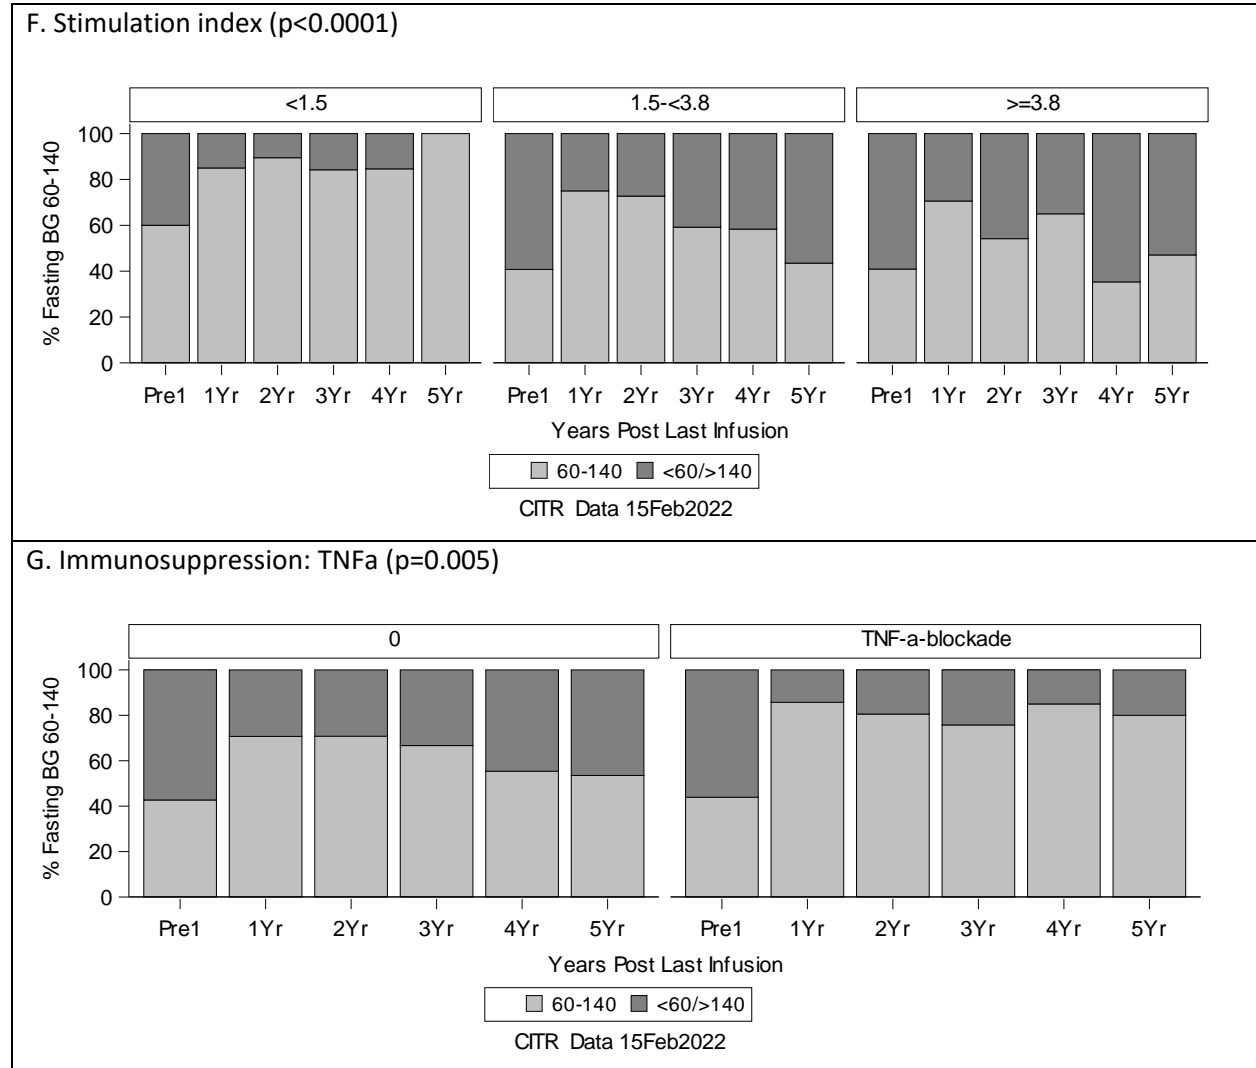 F. Stimulation index (p<0.0001)
<1.5 1.5-<3.8 >=3.8
% Fasting BG 60-140
100
80
60
40
20
0
Pre1 1Yr 2Yr 3Yr 4Yr 5Yr Pre1 1Yr 2Yr 3Yr 4Yr 5Yr Pre1 1Yr 2Yr 3Yr 4Yr 5Yr
Years Post Last Infusion
60-140 <60/>140
CITR Data 15Feb2022
G. Immunosuppression: TNFa (p=0.005)
0 TNF-a-blockade
% Fasting BG 60-140
100
80
60
40
20
0
Pre1 1Yr 2Yr 3Yr 4Yr 5Yr Pre1 1Yr 2Yr 3Yr 4Yr 5Yr
Years Post Last Infusion
60-140 <60/>140
CITR Data 15Feb2022